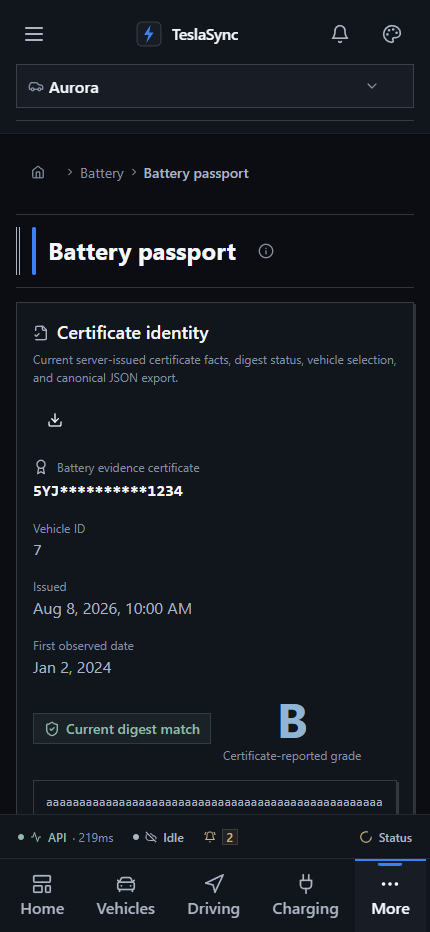 TeslaSync
Aurora
Battery
Battery passport
Battery passport
Certificate identity
Current server-issued certificate facts, digest status, vehicle selection,
and canonical JSON export.
Battery evidence certificate
5YJ**********1234
Vehicle ID
7
Issued
Aug 8, 2026, 10:00 AM
First observed date
Jan 2, 2024
Current digest match
B
Certificate-reported grade
aaaaaaaaaaaaaaaaaaaaaaaaaaaaaaaaaaaaaaaaaaaaaaaaaaa
API · 219ms
Idle
2
Status
Home
Vehicles
Driving
Charging
More